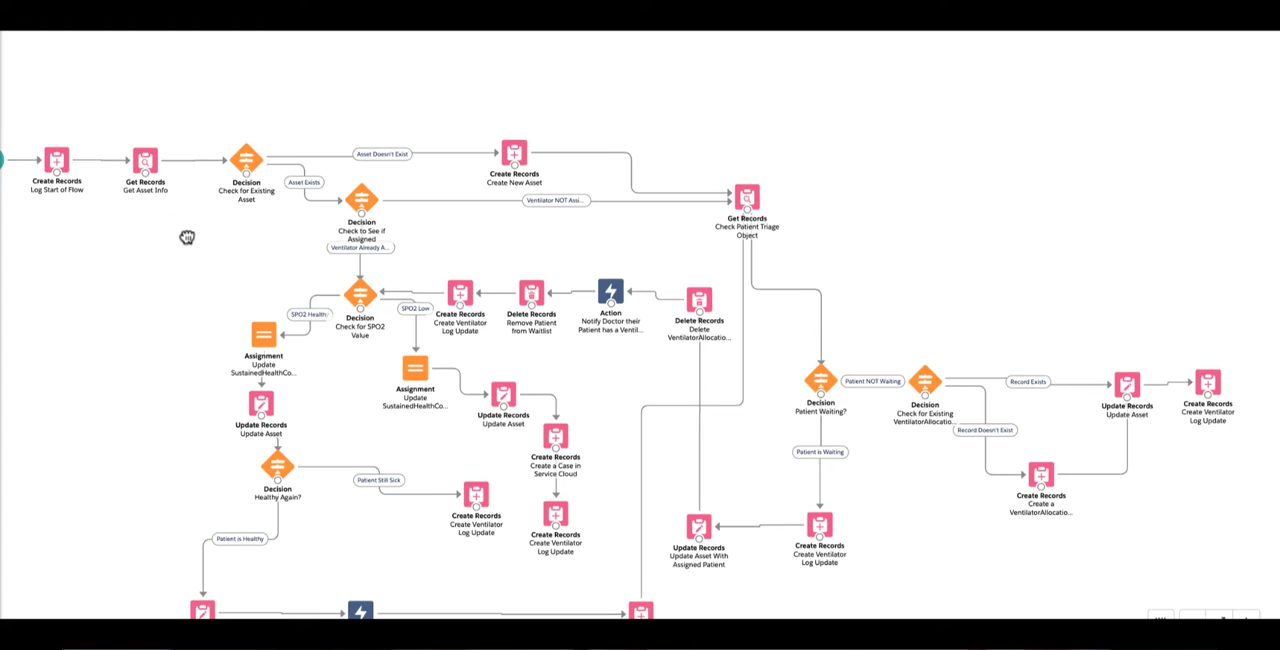 Create Records
Log Start of Flow
Get Records
Get Asset Info
Decision
Check for Existing
Asset
Asset Doesn't Exist
Asset Exists
Create Records
Create New Asset
Decision
Check to See if
Assigned
Ventilator NOT Assi...
Ventilator Already A...
Get Records
Check Patient Triage
Object
SPO2 Health
Decision
Check for SPO2
Value
SPO2 Low
Create Records
Create Ventilator
Log Update
Delete Records
Remove Patient
from Waitlist
Action
Notify Doctor their
Patient has a Ventil...
Delete Records
Delete
VentilatorAllocatio...
Assignment
Update
SustainedHealthCo...
Assignment
Update
SustainedHealthCo...
Update Records
Update Asset
Update Records
Update Asset
Create Records
Create a Case in
Service Cloud
Decision
Healthy Again?
Patient Still Sick
Create Records
Create Ventilator
Log Update
Create Records
Create Ventilator
Log Update
Patient is Healthy
Decision
Patient Waiting?
Patient NOT Waiting
Decision
Check for Existing
VentilatorAllocatio...
Record Exists
Record Doesn't Exist
Update Records
Update Asset
Create Records
Create Ventilator
Log Update
Patient is Waiting
Create Records
Create a
VentilatorAllocatio...
Update Records
Update Asset With
Assigned Patient
Create Records
Create Ventilator
Log Update